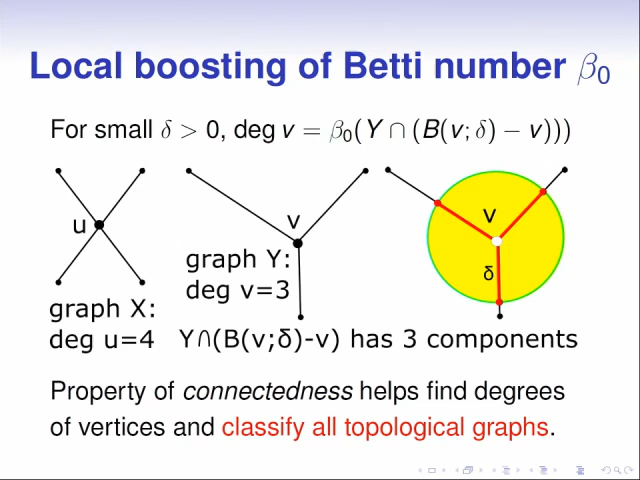 Local boosting of Betti number β₀
For small δ > 0, deg v = β₀(Y ∩ (B(v; δ) − v)))
u
v
v
δ
graph Y:
deg v=3
graph X:
deg u=4
Y∩(B(v;δ)-v) has 3 components
Property of connectedness helps find degrees
of vertices and classify all topological graphs.